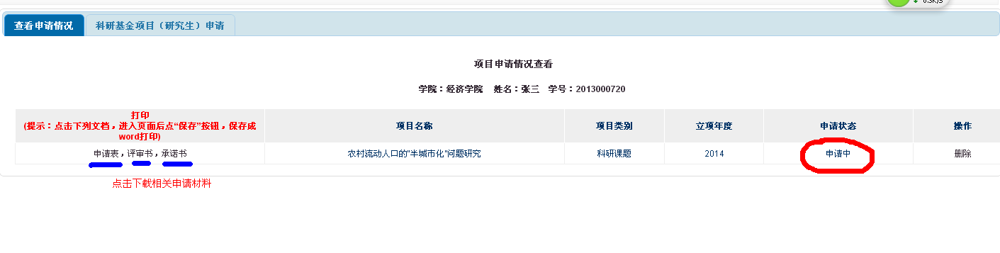 0.3K/S
查看申请情况 科研基金项目（研究生）申请
项目申请情况查看
学院：经济学院 姓名：张三 学号：2013000720
打印
(提示：点击下列文档，进入页面后点“保存”按钮，保存成
word打印)
项目名称 项目类别 立项年度 申请状态 操作
申请表，评审书，承诺书 农村流动人口的"半城市化"问题研究 科研课题 2014 申请中 删除
点击下载相关申请材料